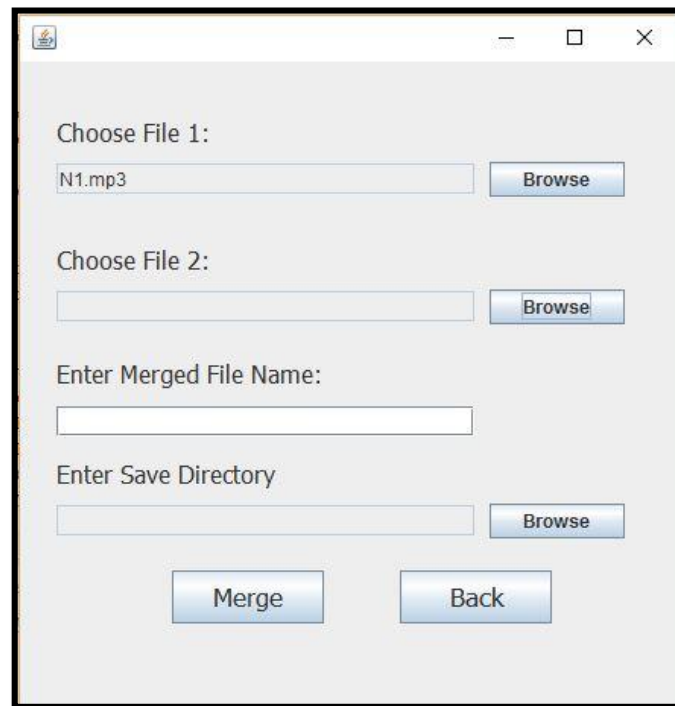 Choose File 1:
N1.mp3 Browse
Choose File 2:
Browse
Enter Merged File Name:
Enter Save Directory
Browse
Merge Back